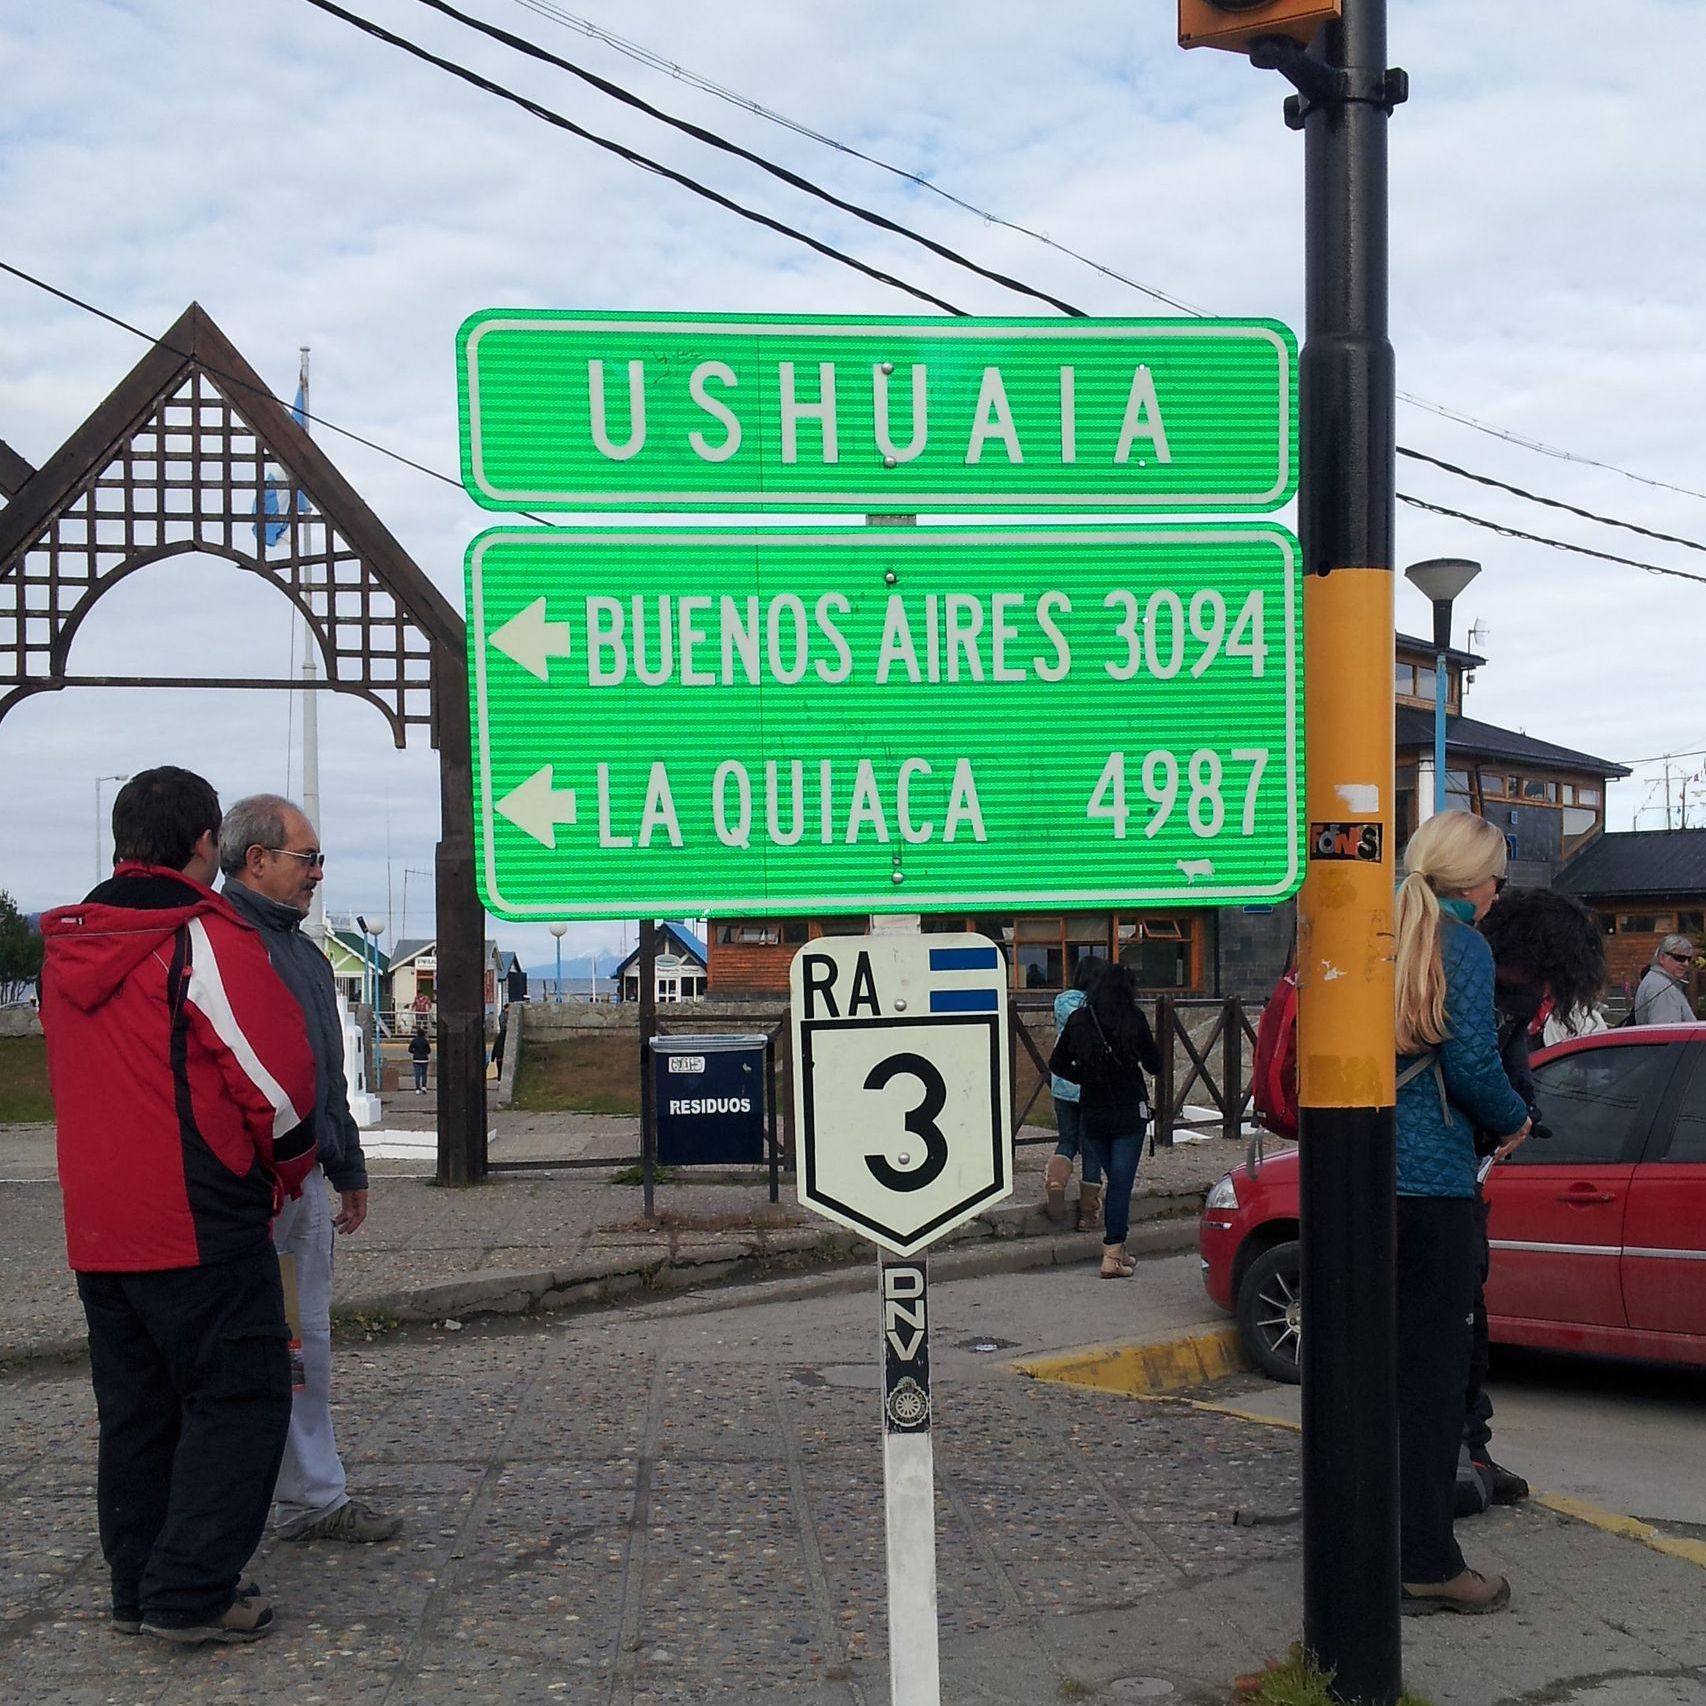 USHUAIA
BUENOS AIRES 3094
LA QUIACA 4987
RA
3
DNV
RESIDUOS